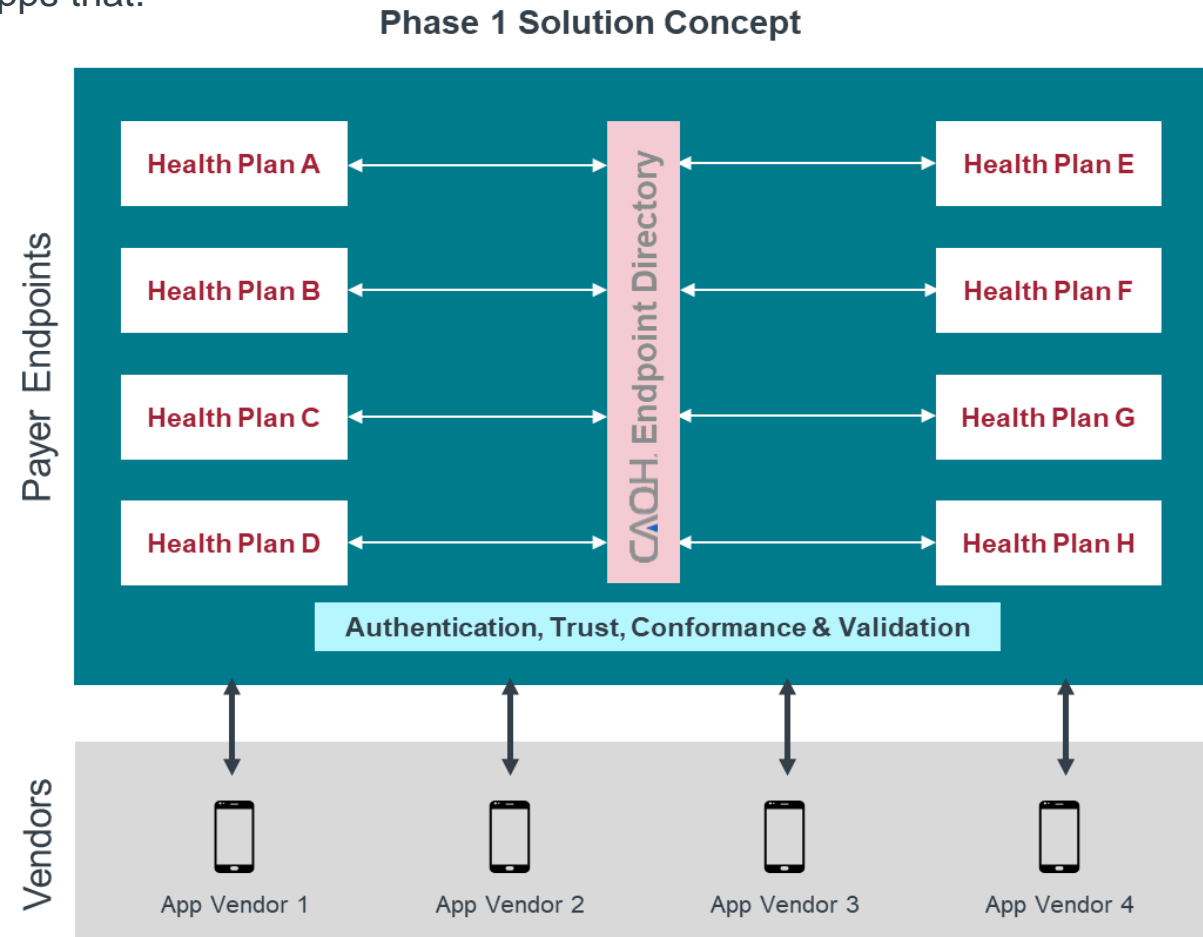 pps that:
Phase 1 Solution Concept
Payer Endpoints
Health Plan A
Health Plan B
Health Plan C
Health Plan D
CAQH. Endpoint Directory
Health Plan E
Health Plan F
Health Plan G
Health Plan H
Authentication, Trust, Conformance & Validation
Vendors
App Vendor 1
App Vendor 2
App Vendor 3
App Vendor 4